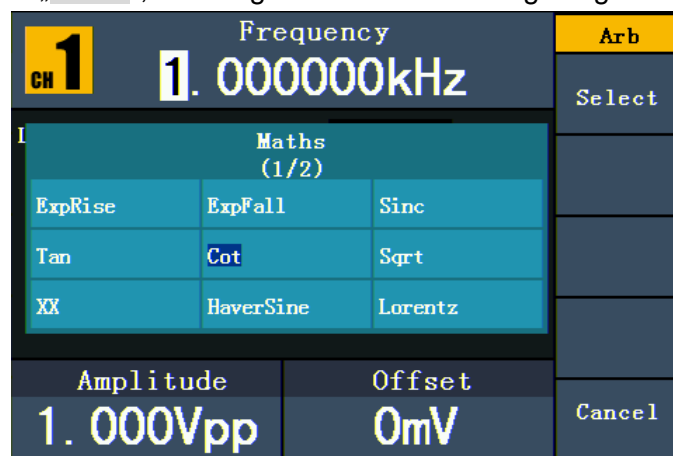 Frequency
Arb
CH 1
1. 000000kHz
Select
Maths
(1/2)
ExpRise ExpFall Sinc
Tan Cot Sqrt
XX HaverSine Lorentz
Amplitude Offset
1. 000Vpp 0mV
Cancel